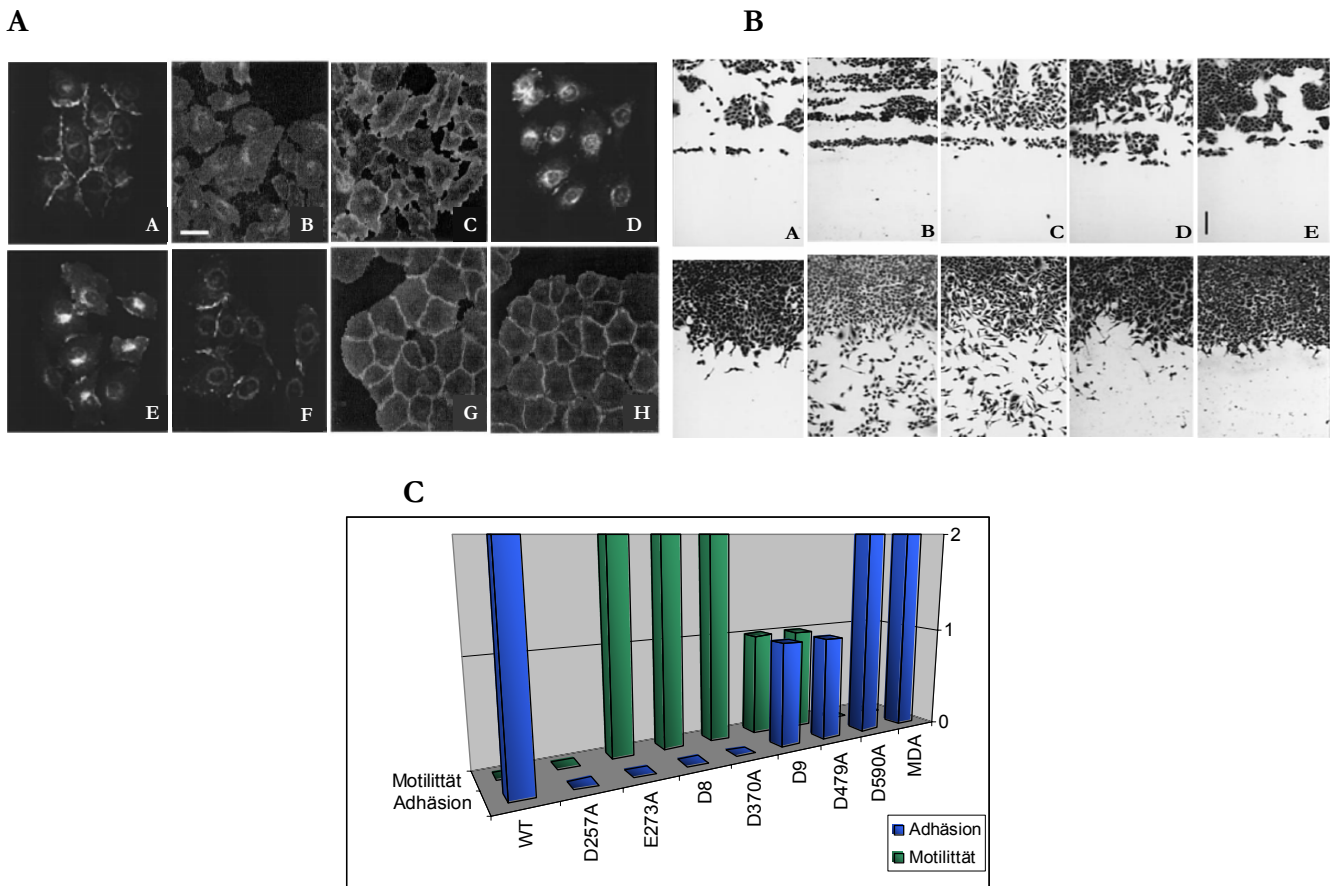 A
B
A
B
C
D
A
B
C
D
E
E
F
G
H
C
2
1
0
Motilittät
Adhäsion
WT
D257A
E273A
D8
D370A
D9
D479A
D590A
MDA
Adhäsion
Motilittät